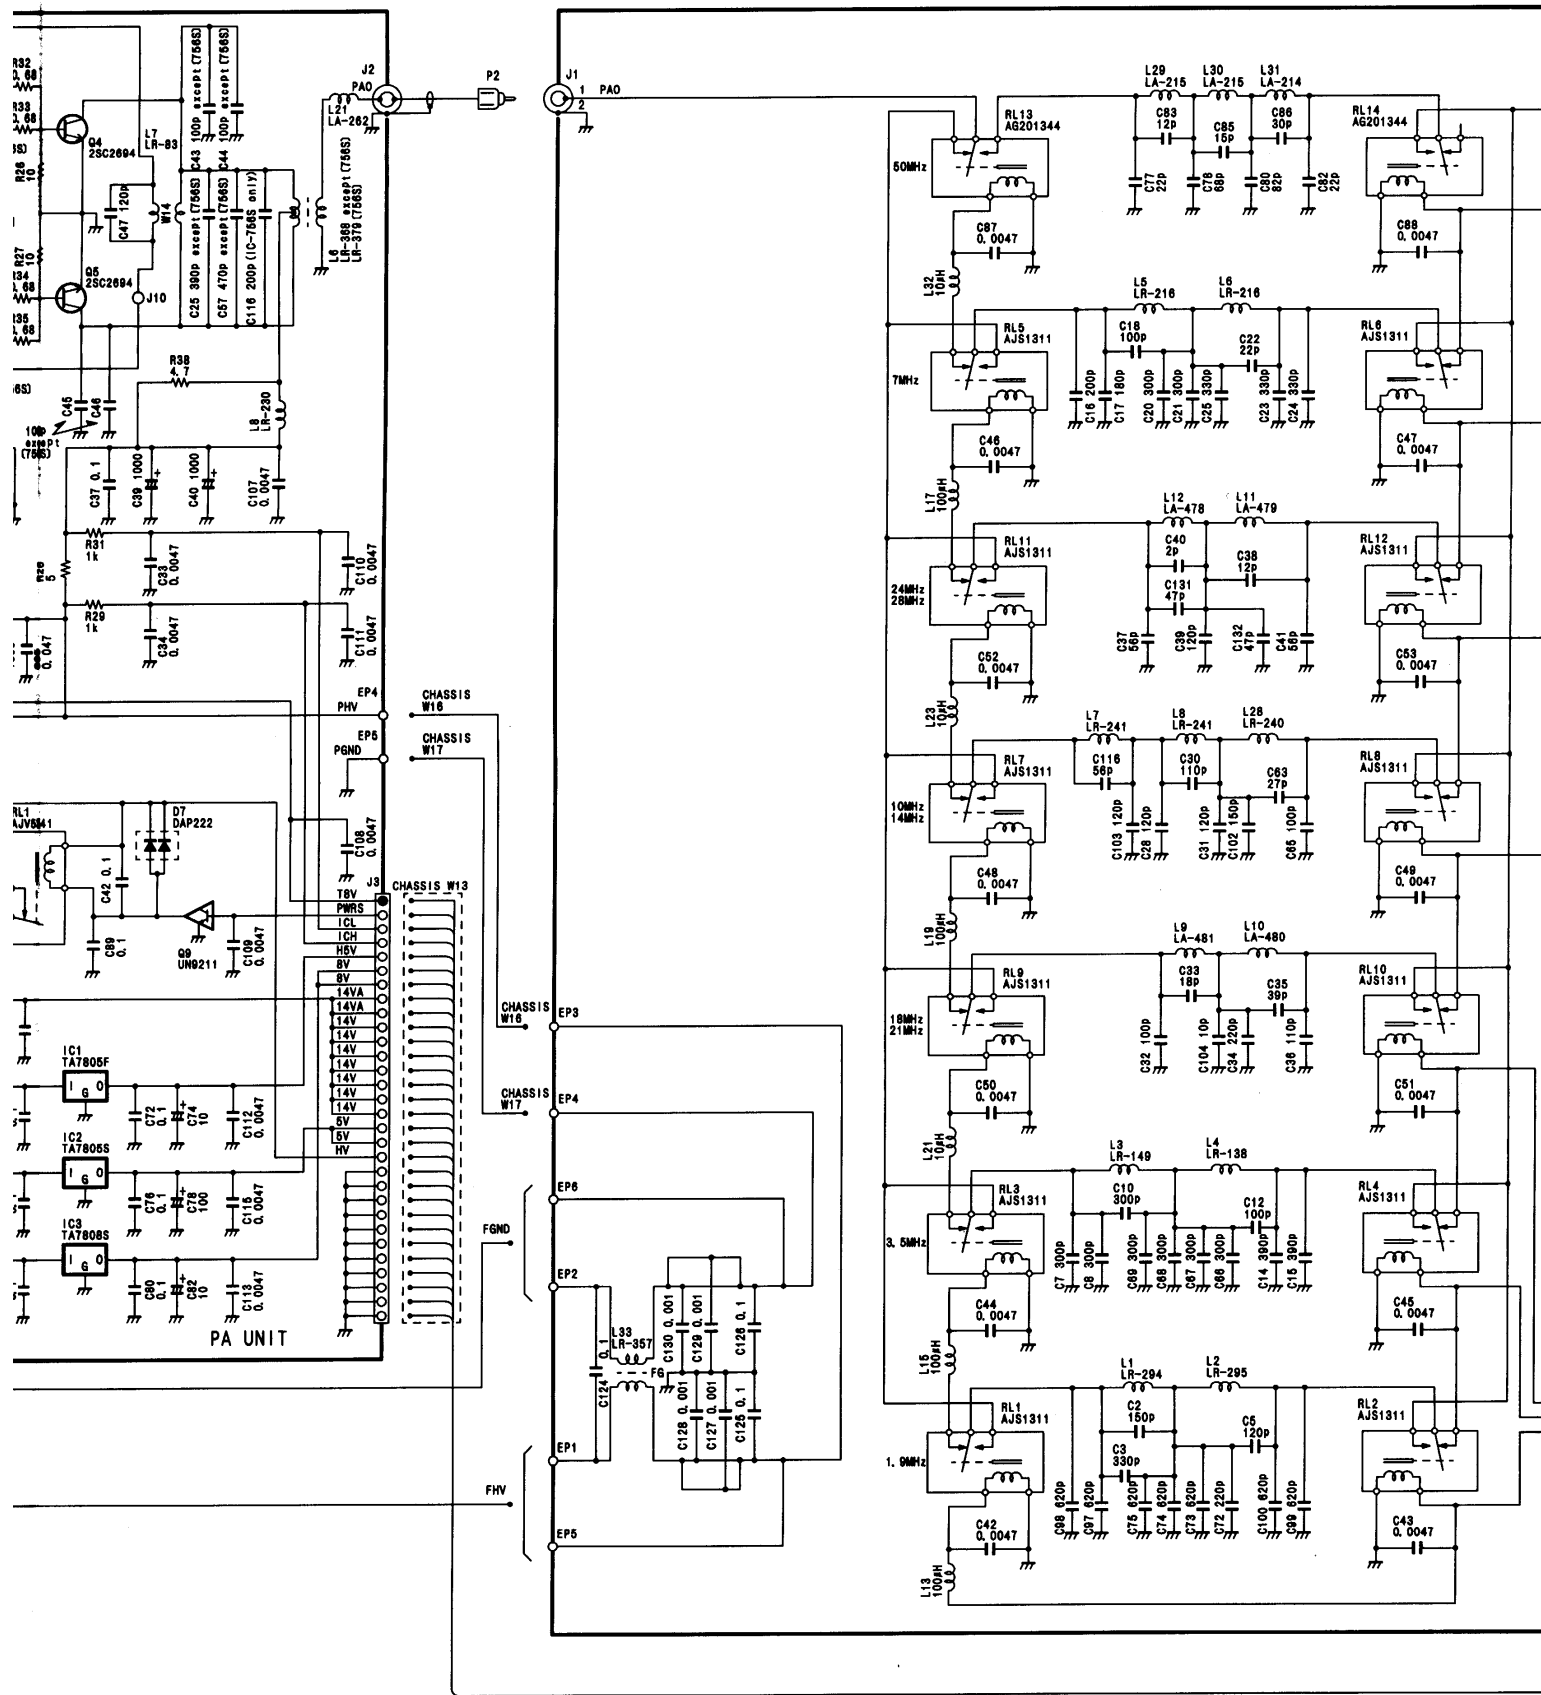 R32
0.68
R33
0.68
R26
10
R27
10
R34
0.68
R35
0.68
Q4
2SC2694
Q5
2SC2694
L7
LR-83
C47 120p
W14
J10
C43 100p except(756S)
C44 100p except(756S)
C25 390p except(756S)
C57 470p except(756S)
C116 200p(IC-756S only)
L6
LR-368 except(756S)
LR-379(756S)
L21
LA-262
J2
PAO
P2
R38
4.7
C45
C46
except
(756S)
L8
LR-230
C37 0.1
C39 1000
C40 1000
C107
0.0047
R31
1k
C33
0.0047
C110
0.0047
R29
1k
C34
0.0047
C111
0.0047
0.047
EP4
PHV
CHASSIS
W16
EP5
PGND
CHASSIS
W17
RL1
D7
DAP222
C42 0.1
C108
0.0047
C89
0.1
Q9
UN9211
C109
0.0047
J3
CHASSIS W13
T8V
PWRS
ICL
ICH
H5V
8V
8V
14VA
14VA
14V
14V
14V
14V
14V
14V
14V
5V
5V
HV
IC1
TA7805F
I O
G
C72
0.1
C74
10
C112
0.0047
IC2
TA7805S
I O
G
C76
0.1
C78
100
C115
0.0047
IC3
TA7808S
I O
G
C80
0.1
C82
10
C113
0.0047
PA UNIT
CHASSIS
W16
EP3
CHASSIS
W17
EP4
EP6
FGND
EP2
EP1
FHV
EP5
C124
0.1
L33
LR-357
FG
C130 0.001
C129 0.001
C126 0.1
C128 0.001
C127 0.001
C125 0.1
J1
1
PAO
2
RL13
AG201344
50MHz
C87
0.0047
L32
10μH
L29
LA-215
L30
LA-215
L31
LA-214
C83
12p
C85
15p
C86
30p
C77
22p
C78
68p
C80
82p
C82
22p
RL14
AG201344
C88
0.0047
RL5
AJS1311
7MHz
C46
0.0047
L17
100μH
L5
LR-216
L6
LR-216
C18
100p
C22
22p
C16 200p
C17 180p
C20 300p
C21 300p
C25 330p
C23 330p
C24 330p
RL6
AJS1311
C47
0.0047
RL11
AJS1311
24MHz
28MHz
C52
0.0047
L23
10μH
L12
LA-478
L11
LA-479
C40
2p
C38
12p
C131
47p
C37
56p
C39
120p
C132
47p
C41
56p
RL12
AJS1311
C53
0.0047
RL7
AJS1311
10MHz
14MHz
C48
0.0047
L19
100μH
L7
LR-241
L8
LR-241
L28
LR-240
C116
56p
C30
110p
C63
27p
C103 120p
C28 120p
C31 120p
C102 150p
C65 100p
RL8
AJS1311
C49
0.0047
RL9
AJS1311
18MHz
21MHz
C50
0.0047
L21
10μH
L9
LA-481
L10
LA-480
C33
18p
C35
39p
C32 100p
C104 10p
C34 220p
C36 110p
RL10
AJS1311
C51
0.0047
RL3
AJS1311
3.5MHz
C44
0.0047
L15
100μH
L3
LR-149
L4
LR-138
C10
300p
C12
100p
C7 300p
C8 300p
C69 300p
C68 300p
C67 300p
C66 300p
C14 390p
C15 390p
RL4
AJS1311
C45
0.0047
RL1
AJS1311
1.9MHz
C42
0.0047
L13
100μH
L1
LR-294
L2
LR-295
C2
150p
C3
330p
C5
120p
C98 620p
C97 620p
C75 620p
C74 620p
C73 620p
C72 220p
C100 620p
C99 620p
RL2
AJS1311
C43
0.0047